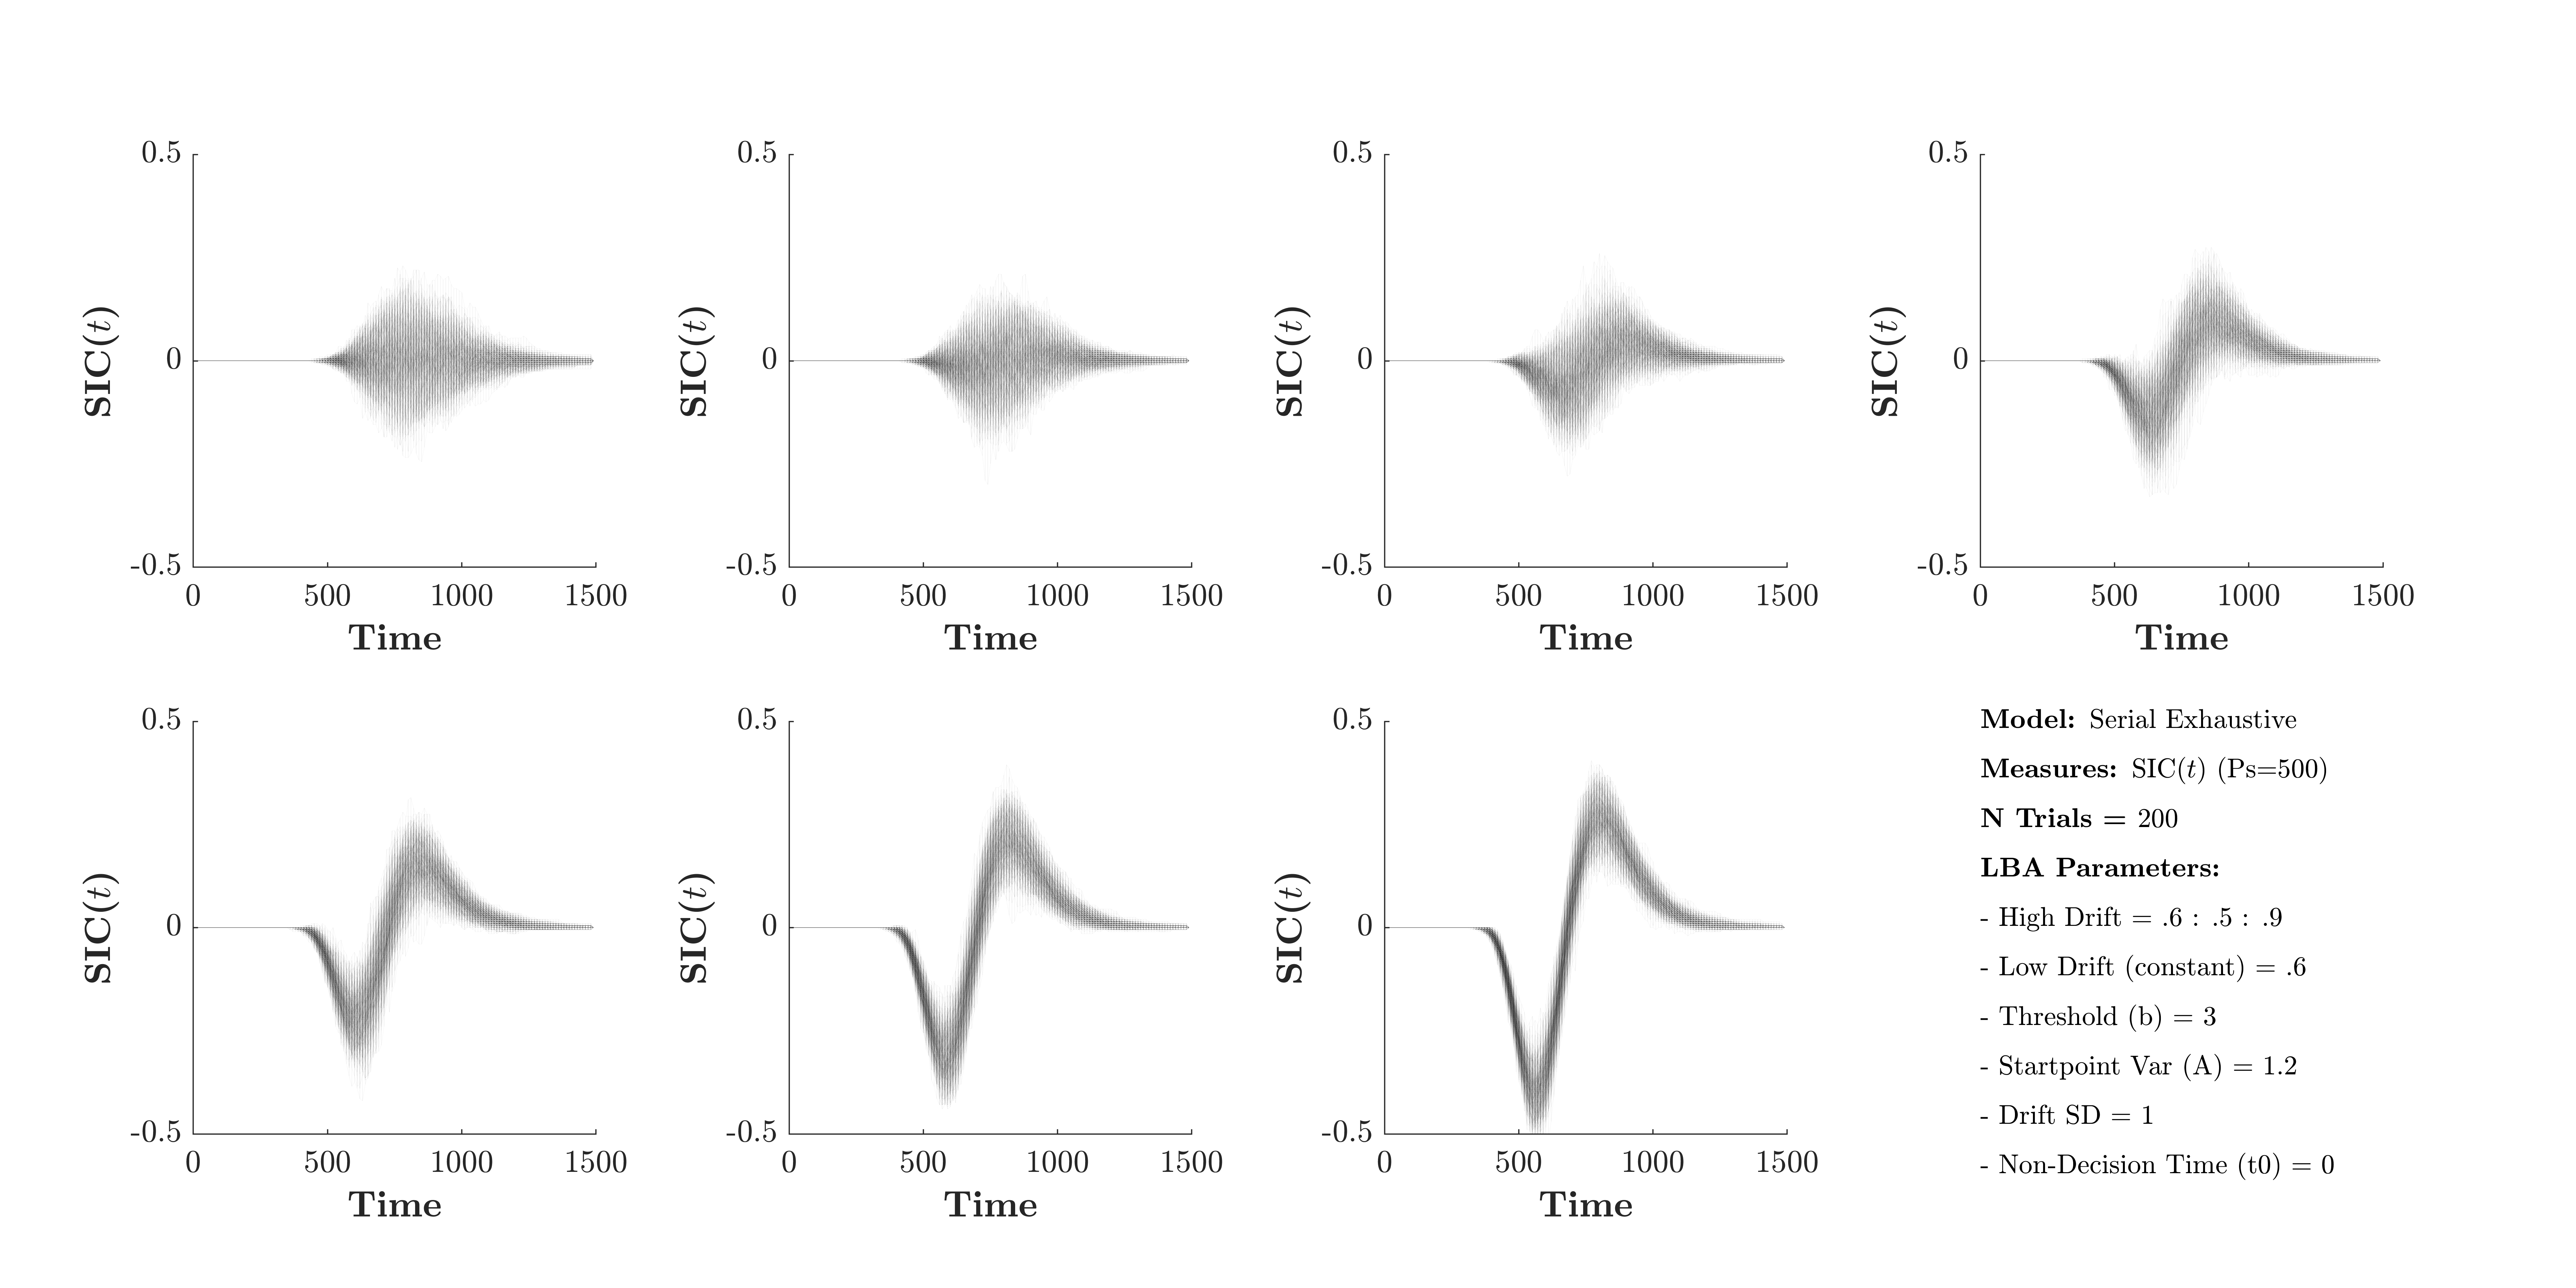 0.5
0
-0.5
SIC(t)
0 500 1000 1500
Time
0.5
0
-0.5
SIC(t)
0 500 1000 1500
Time
0.5
0
-0.5
SIC(t)
0 500 1000 1500
Time
0.5
0
-0.5
SIC(t)
0 500 1000 1500
Time
0.5
0
-0.5
SIC(t)
0 500 1000 1500
Time
0.5
0
-0.5
SIC(t)
0 500 1000 1500
Time
0.5
0
-0.5
SIC(t)
0 500 1000 1500
Time
Model: Serial Exhaustive
Measures: SIC(t) (Ps=500)
N Trials = 200
LBA Parameters:
- High Drift = .6 : .5 : .9
- Low Drift (constant) = .6
- Threshold (b) = 3
- Startpoint Var (A) = 1.2
- Drift SD = 1
- Non-Decision Time (t0) = 0